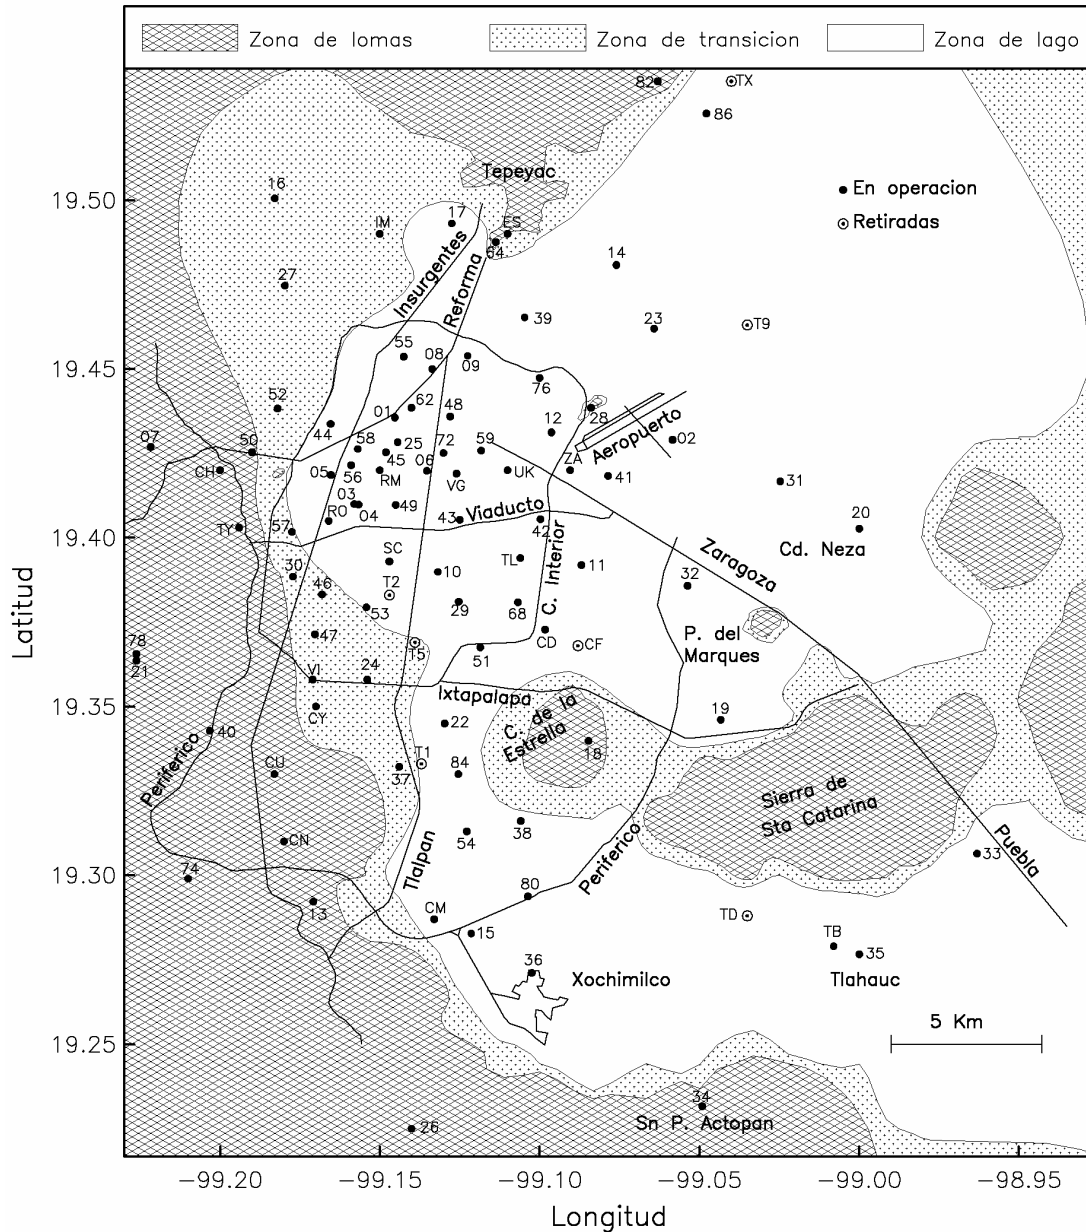 Zona de lomas
Zona de transicion
Zona de lago
82
TX
86
Tepeyac
En operacion
Retiradas
16
IM
17
ES
64
14
27
Insurgentes
Reforma
39
23
T9
55
08
09
76
52
01
62
48
12
28
Aeropuerto
02
44
58
25
72
59
07
50
CH
05
56
45
RM
06
VG
UK
ZA
41
31
03
RO
04
49
43
Viaducto
42
20
Cd. Neza
TY
57
SC
TL
C. Interior
11
Zaragoza
30
46
T2
10
32
53
29
68
47
T5
51
CD
CF
P. del
Marques
78
21
VI
24
Ixtapalapa
CY
22
C. de la
Estrella
18
19
40
Periferico
CU
37
T1
84
Sierra de
Sta Catarina
CN
54
38
Periferico
Puebla
33
74
13
Tlalpan
80
CM
15
TD
TB
35
36
Xochimilco
Tlahuac
5 Km
34
Sn P. Actopan
26
19.50
19.45
19.40
19.35
19.30
19.25
Latitud
−99.20
−99.15
−99.10
−99.05
−99.00
−98.95
Longitud